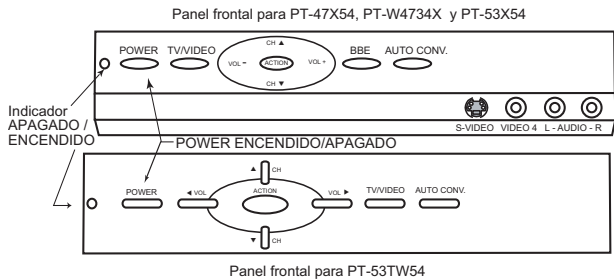 Panel frontal para PT-47X54, PT-W4734X y PT-53X54
CH ▲
POWER TV/VIDEO VOL – ACTION VOL + BBE AUTO CONV.
CH ▼
Indicador
APAGADO /
ENCENDIDO
S-VIDEO VIDEO 4 L - AUDIO - R
POWER ENCENDIDO/APAGADO
▲ CH
POWER ◀ VOL ACTION VOL ▶ TV/VIDEO AUTO CONV.
▼ CH
Panel frontal para PT-53TW54